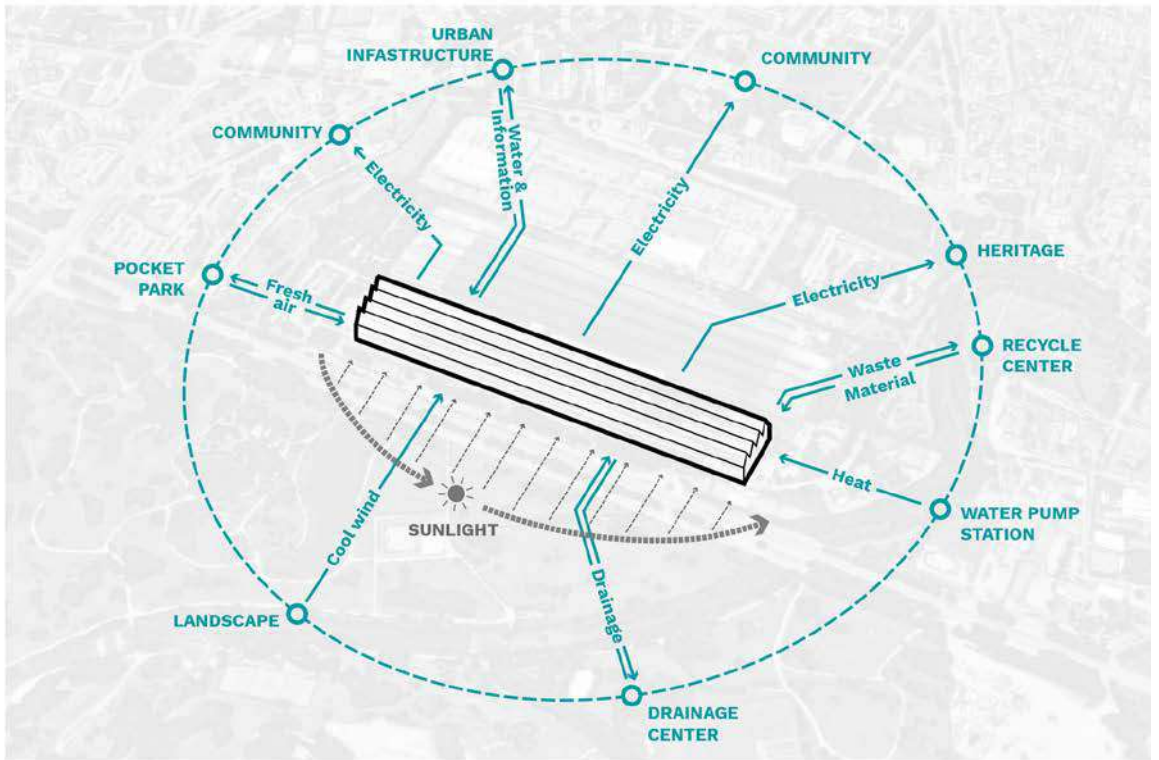 URBAN
INFASTRUCTURE
COMMUNITY
COMMUNITY
Water &
Information
Electricity
Electricity
POCKET
PARK
Fresh
air
HERITAGE
Electricity
RECYCLE
CENTER
Waste
Material
Heat
WATER PUMP
STATION
SUNLIGHT
Cool wind
LANDSCAPE
Drainage
DRAINAGE
CENTER